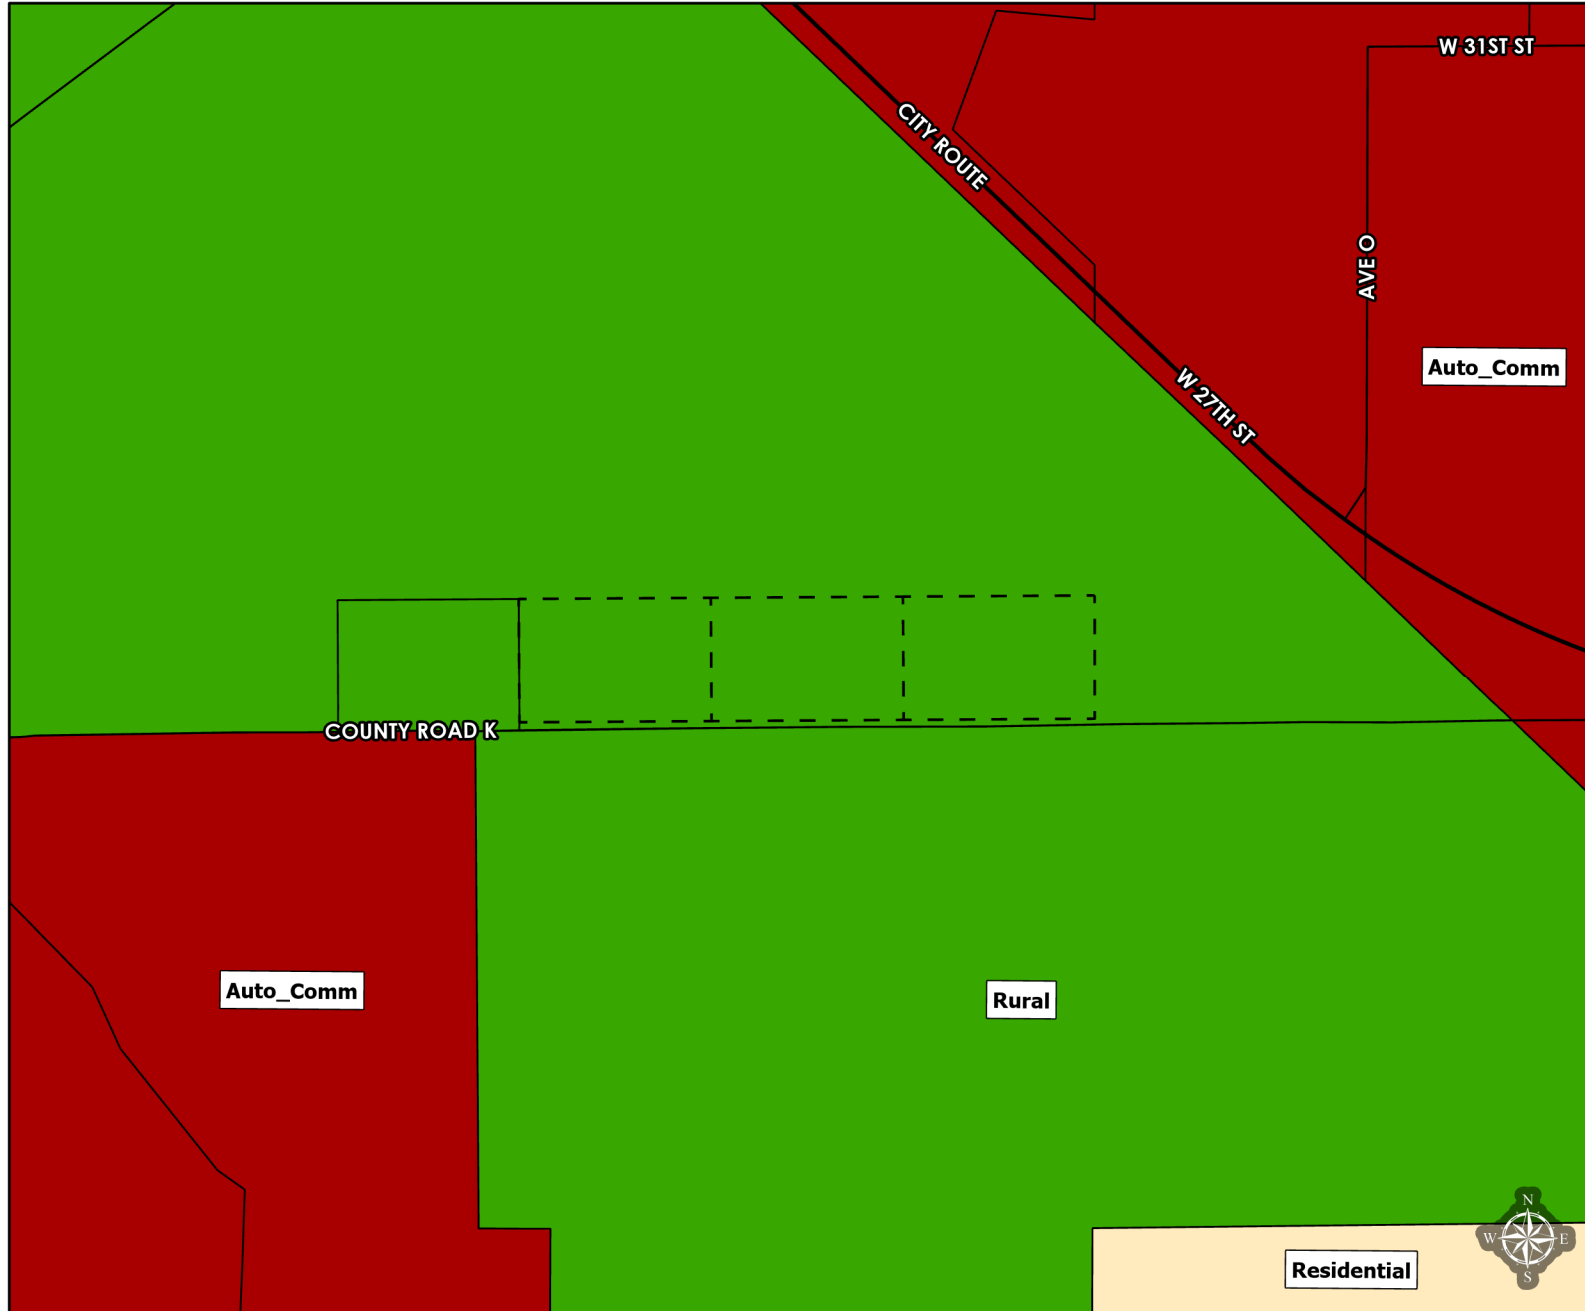 W 31ST ST
CITY ROUTE
AVE O
Auto_Comm
W 27TH ST
COUNTY ROAD K
Auto_Comm
Rural
N
W
E
S
Residential